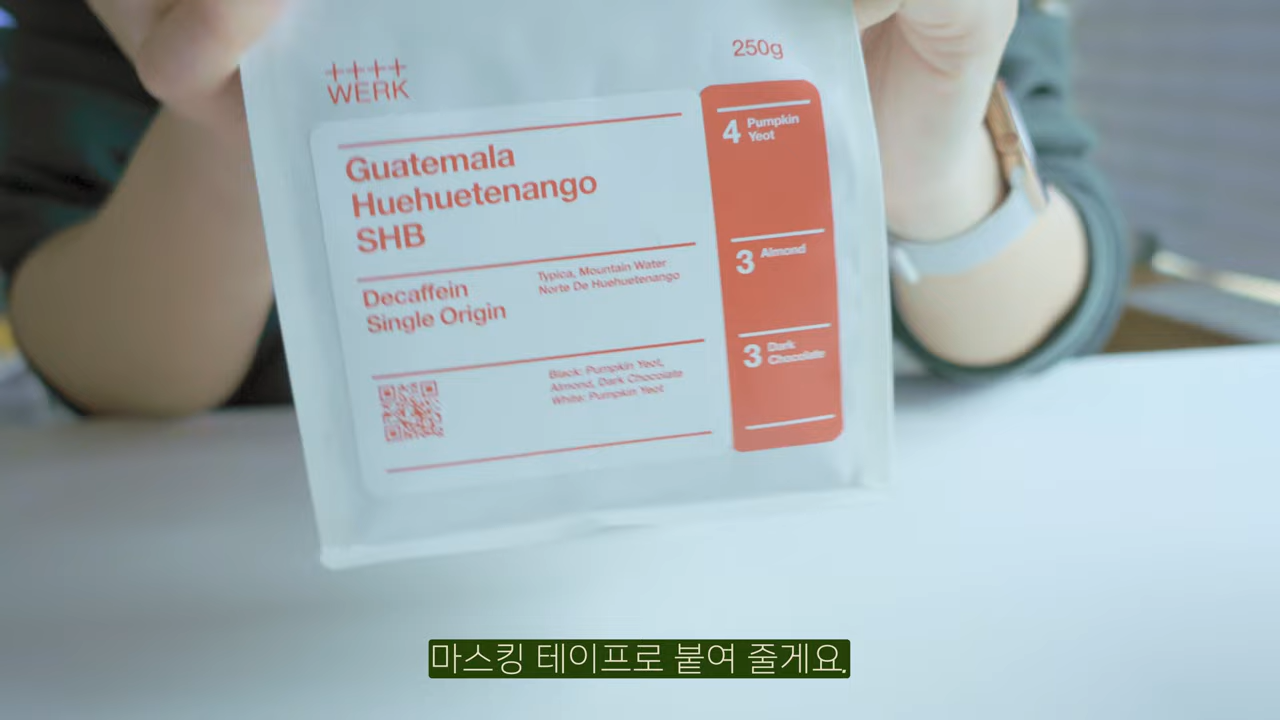 ++++
WERK
250g
Guatemala
Huehuetenango
SHB
Decaffein
Single Origin
Typica, Mountain Water
Norte De Huehuetenango
Black: Pumpkin Yeot,
Almond, Dark Chocolate
White: Pumpkin Yeot
4 Pumpkin
Yeot
3 Almond
3 Dark
Chocolate
마스킹 테이프로 붙여 줄게요.